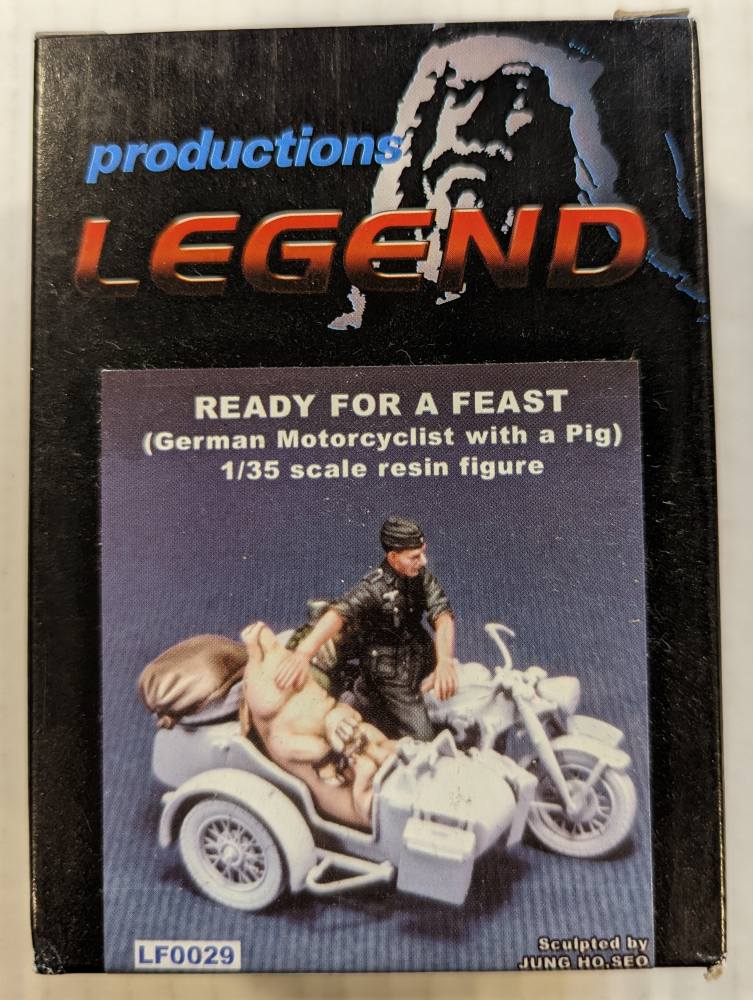 productions
LEGEND
READY FOR A FEAST
(German Motorcyclist with a Pig)
1/35 scale resin figure
LF0029
Sculpted by
JUNG HO.SEO